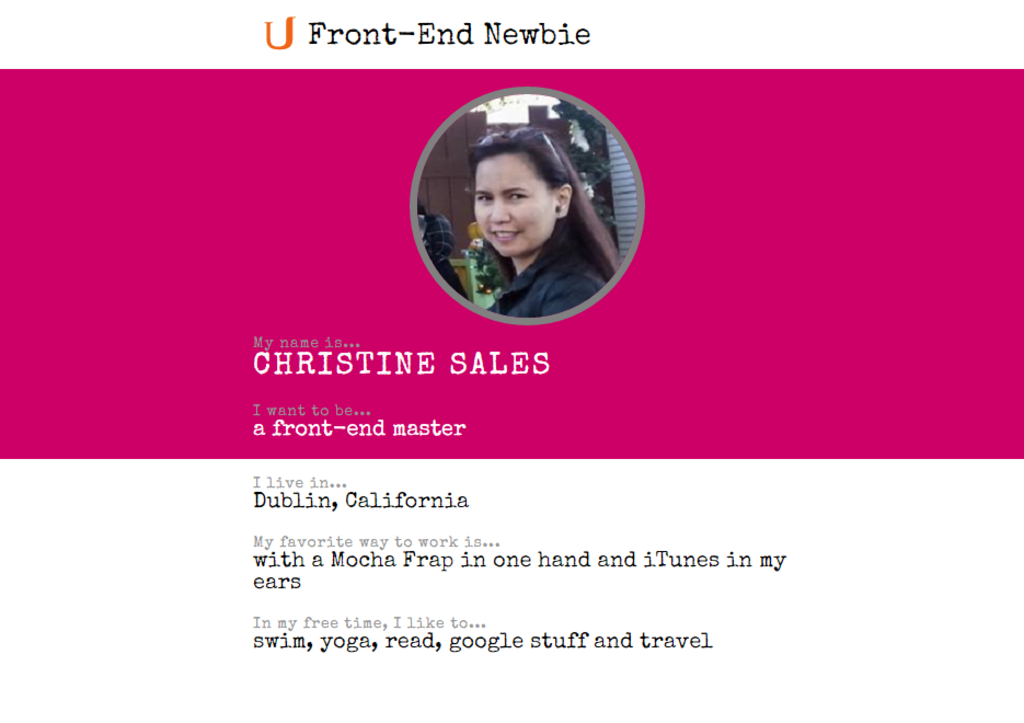 U Front-End Newbie
My name is...
CHRISTINE SALES
I want to be...
a front-end master
I live in...
Dublin, California
My favorite way to work is...
with a Mocha Frap in one hand and iTunes in my
ears
In my free time, I like to...
swim, yoga, read, google stuff and travel